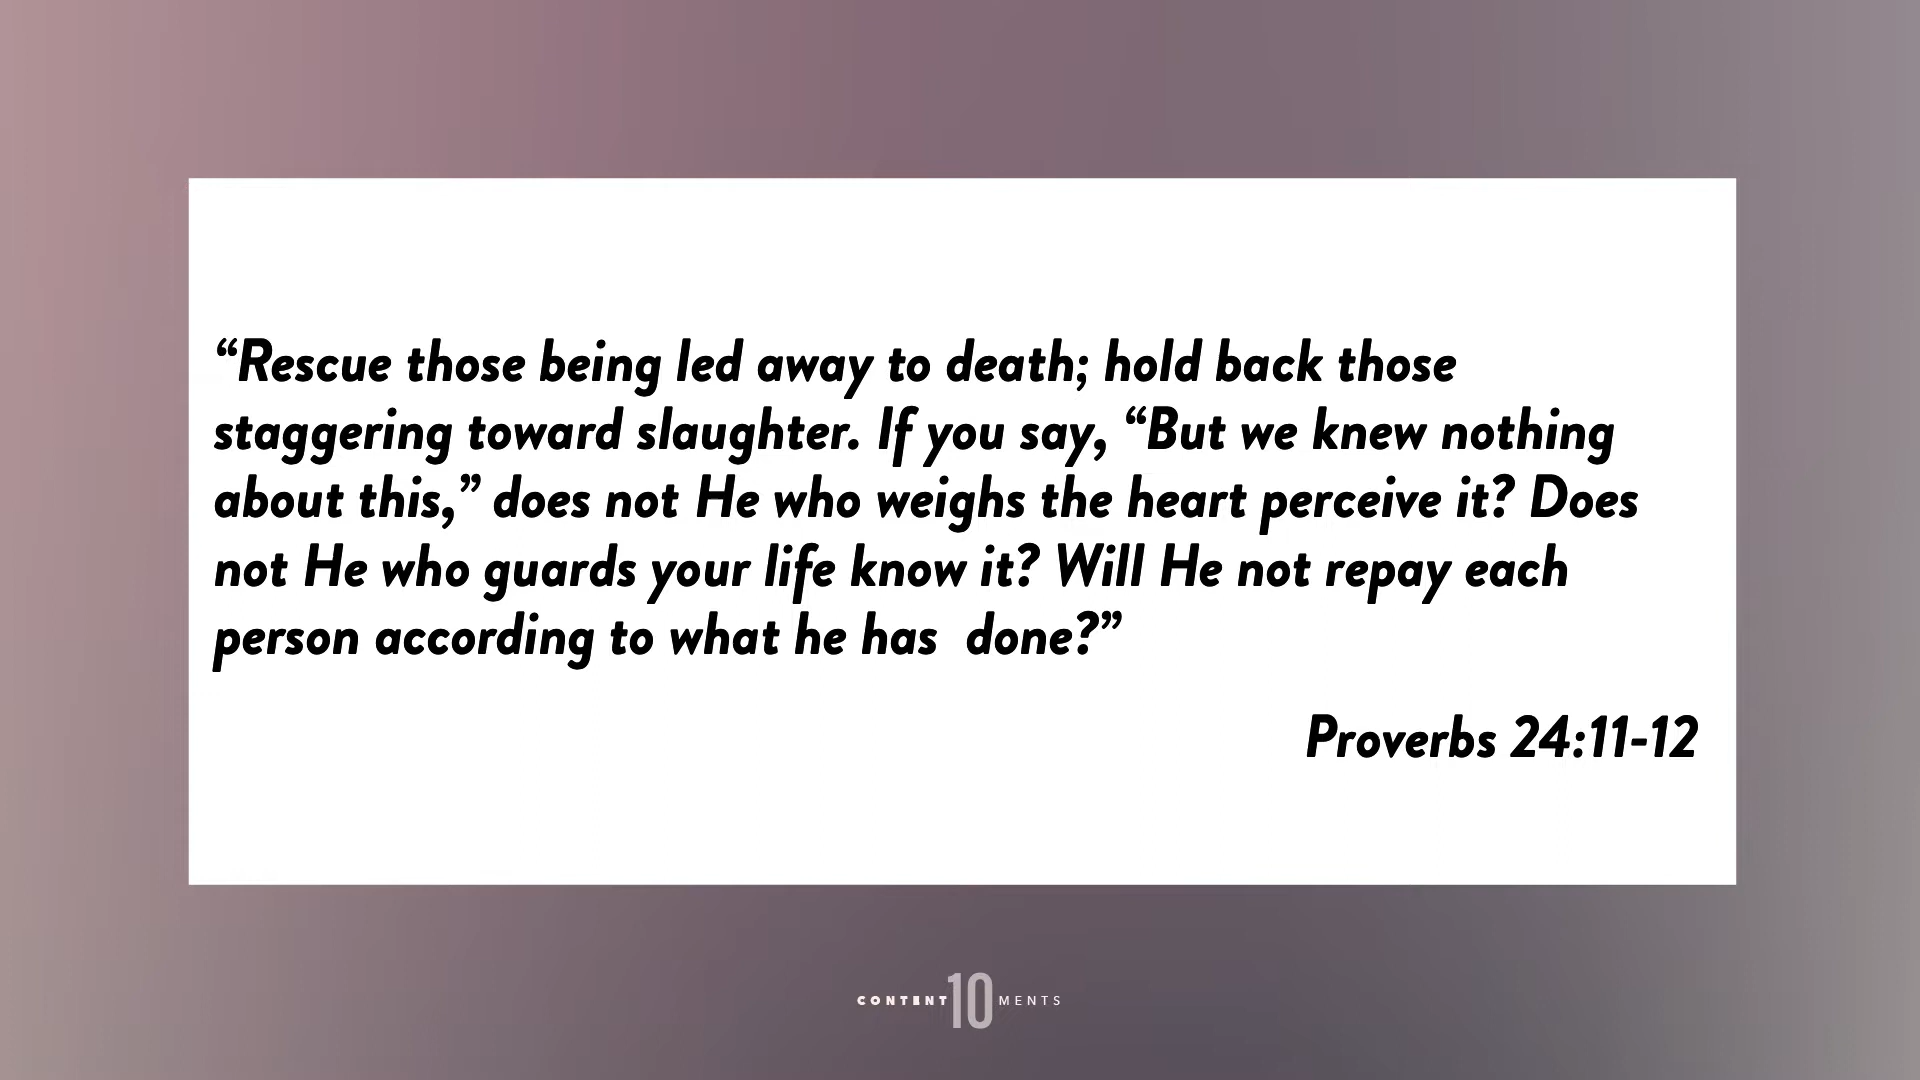 “Rescue those being led away to death; hold back those
staggering toward slaughter. If you say, “But we knew nothing
about this,” does not He who weighs the heart perceive it? Does
not He who guards your life know it? Will He not repay each
person according to what he has  done?”
Proverbs 24:11-12
CONTENT10MENTS